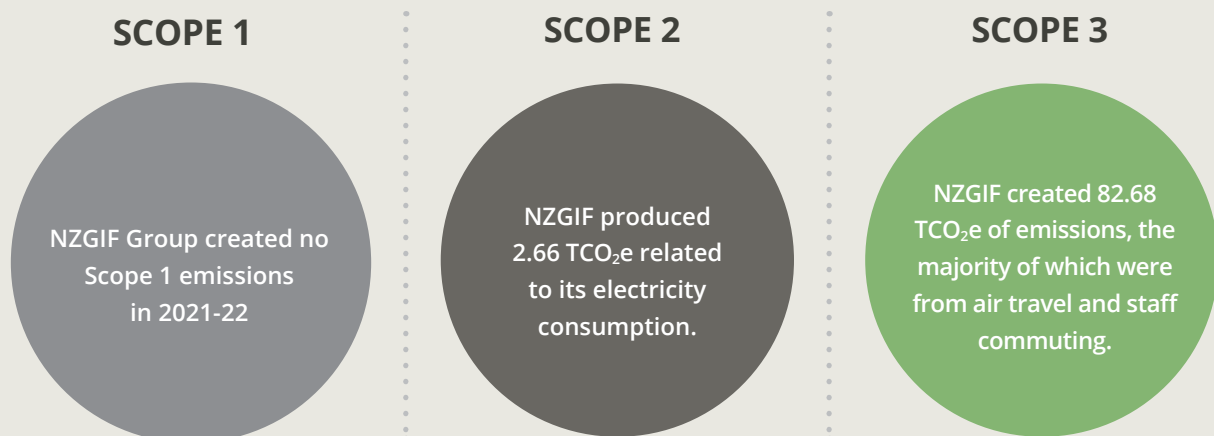 SCOPE 1
NZGIF Group created no
Scope 1 emissions
in 2021-22
SCOPE 2
NZGIF produced
2.66 TCO₂e related
to its electricity
consumption.
SCOPE 3
NZGIF created 82.68
TCO₂e of emissions, the
majority of which were
from air travel and staff
commuting.